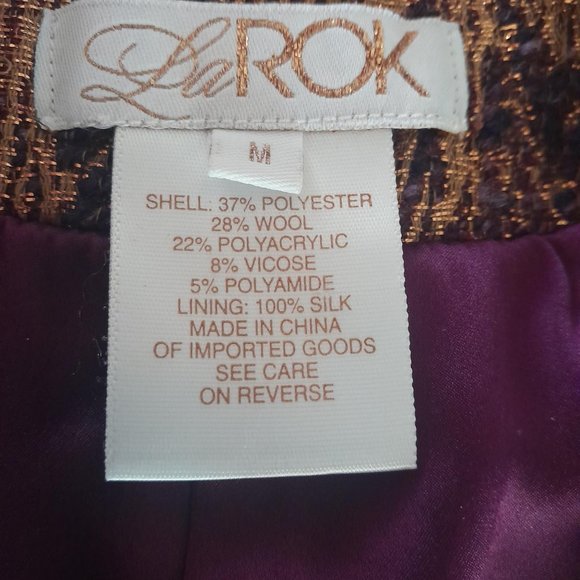 LaROK
M
SHELL: 37% POLYESTER
28% WOOL
22% POLYACRYLIC
8% VICOSE
5% POLYAMIDE
LINING: 100% SILK
MADE IN CHINA
OF IMPORTED GOODS
SEE CARE
ON REVERSE